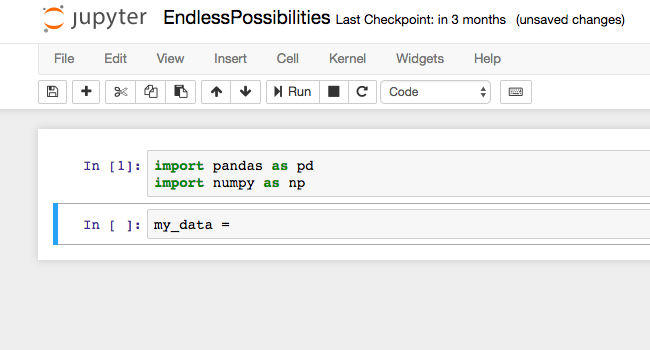 jupyter EndlessPossibilities Last Checkpoint: in 3 months (unsaved changes)
File Edit View Insert Cell Kernel Widgets Help
Run Code
In [1]: import pandas as pd
import numpy as np
In [ ]: my_data =